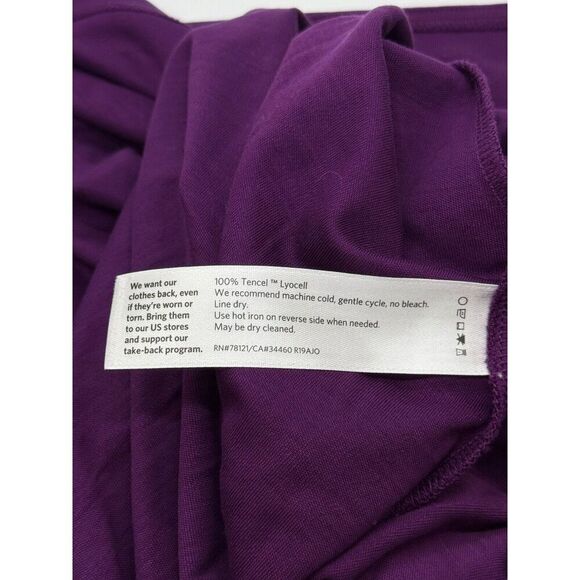 We want our
clothes back, even
if they're worn or
torn. Bring them
to our US stores
and support our
take-back program.
100% Tencel ™ Lyocell
We recommend machine cold, gentle cycle, no bleach.
Line dry.
Use hot iron on reverse side when needed.
May be dry cleaned.
RN#78121/CA#34460 R19AJO